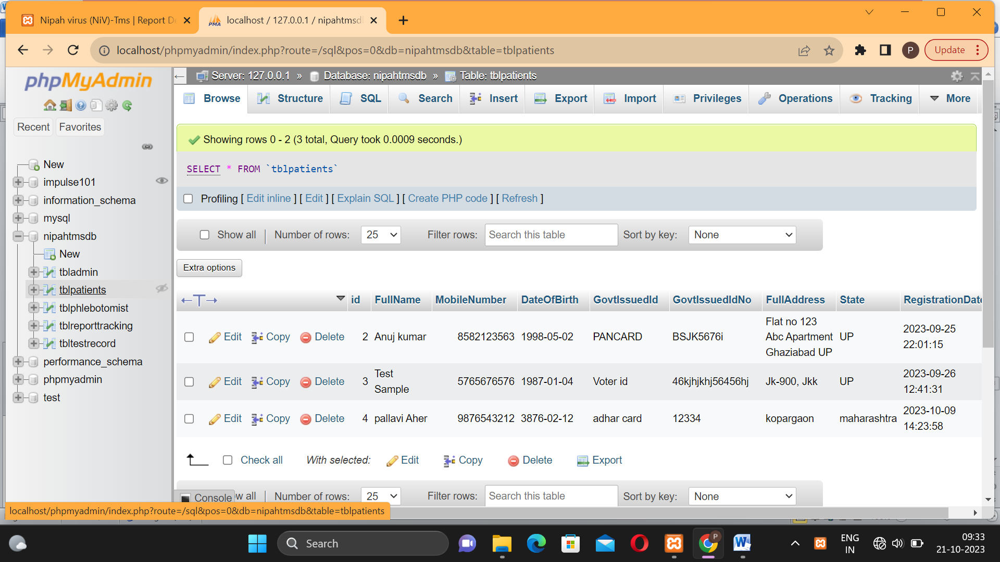 Nipah virus (NiV)-Tms | Report De
localhost / 127.0.0.1 / nipahtmsdb
localhost/phpmyadmin/index.php?route=/sql&pos=0&db=nipahtmsdb&table=tblpatients
P
Update
phpMyAdmin
Recent Favorites
New
impulse101
information_schema
mysql
nipahtmsdb
New
tbladmin
tblpatients
tblphlebotomist
tblreporttracking
tbltestrecord
performance_schema
phpmyadmin
test
Server: 127.0.0.1 » Database: nipahtmsdb » Table: tblpatients
Browse Structure SQL Search Insert Export Import Privileges Operations Tracking More
Showing rows 0 - 2 (3 total, Query took 0.0009 seconds.)
SELECT * FROM `tblpatients`
Profiling [ Edit inline ] [ Edit ] [ Explain SQL ] [ Create PHP code ] [ Refresh ]
Show all | Number of rows: 25 Filter rows: Search this table Sort by key: None
Extra options
id FullName MobileNumber DateOfBirth GovtIssuedId GovtIssuedIdNo FullAddress State RegistrationDate
Edit Copy Delete 2 Anuj kumar 8582123563 1998-05-02 PANCARD BSJK5676i Flat no 123 Abc Apartment Ghaziabad UP UP 2023-09-25 22:01:15
Edit Copy Delete 3 Test Sample 5765676576 1987-01-04 Voter id 46kjhjkhj56456hj Jk-900, Jkk UP 2023-09-26 12:41:31
Edit Copy Delete 4 pallavi Aher 9876543212 3876-02-12 adhar card 12334 kopargaon maharashtra 2023-10-09 14:23:58
Check all With selected: Edit Copy Delete Export
Console w all | Number of rows: 25 Filter rows: Search this table Sort by key: None
localhost/phpmyadmin/index.php?route=/sql&pos=0&db=nipahtmsdb&table=tblpatients
Search
ENG
IN
09:33
21-10-2023